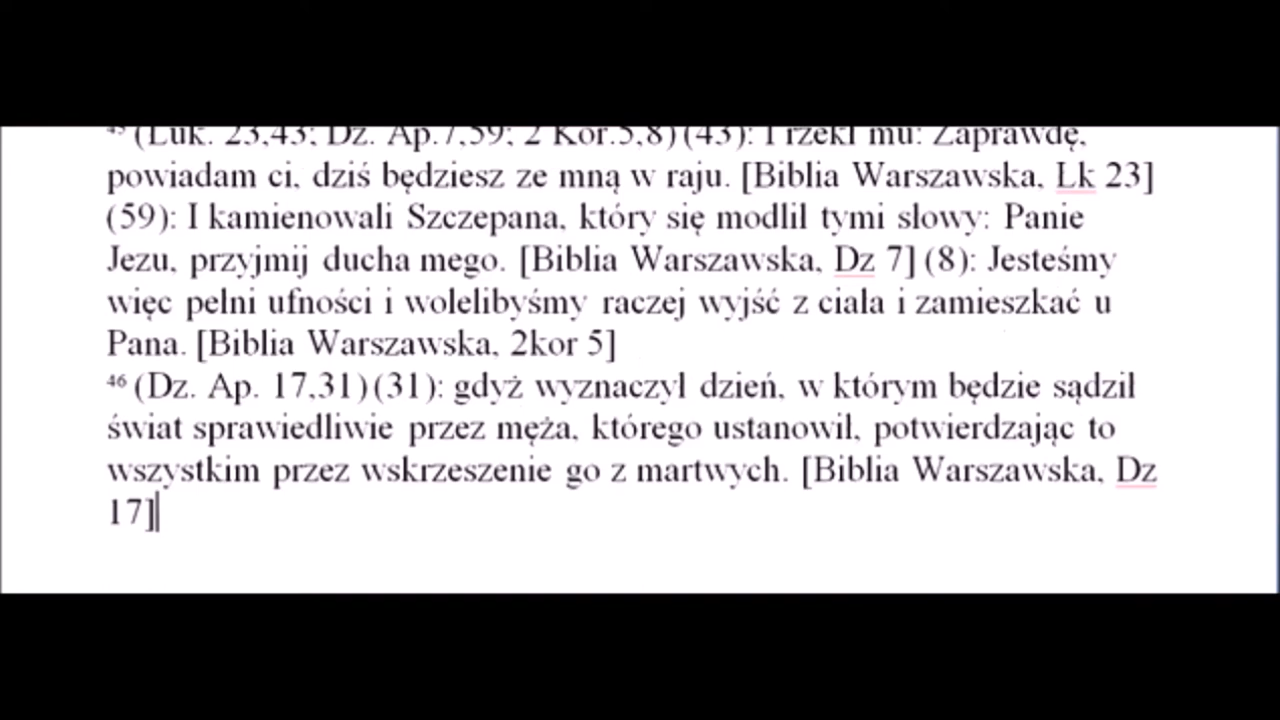 45 (Łuk. 23,43; Dz. Ap.7,59; 2 Kor.5,8)(43): I rzekł mu: Zaprawdę,
powiadam ci, dziś będziesz ze mną w raju. [Biblia Warszawska, Łk 23]
(59): I kamienowali Szczepana, który się modlił tymi słowy: Panie
Jezu, przyjmij ducha mego. [Biblia Warszawska, Dz 7] (8): Jesteśmy
więc pełni ufności i wolelibyśmy raczej wyjść z ciała i zamieszkać u
Pana. [Biblia Warszawska, 2kor 5]
46 (Dz. Ap. 17,31)(31): gdyż wyznaczył dzień, w którym będzie sądził
świat sprawiedliwie przez męża, którego ustanowił, potwierdzając to
wszystkim przez wskrzeszenie go z martwych. [Biblia Warszawska, Dz
17]